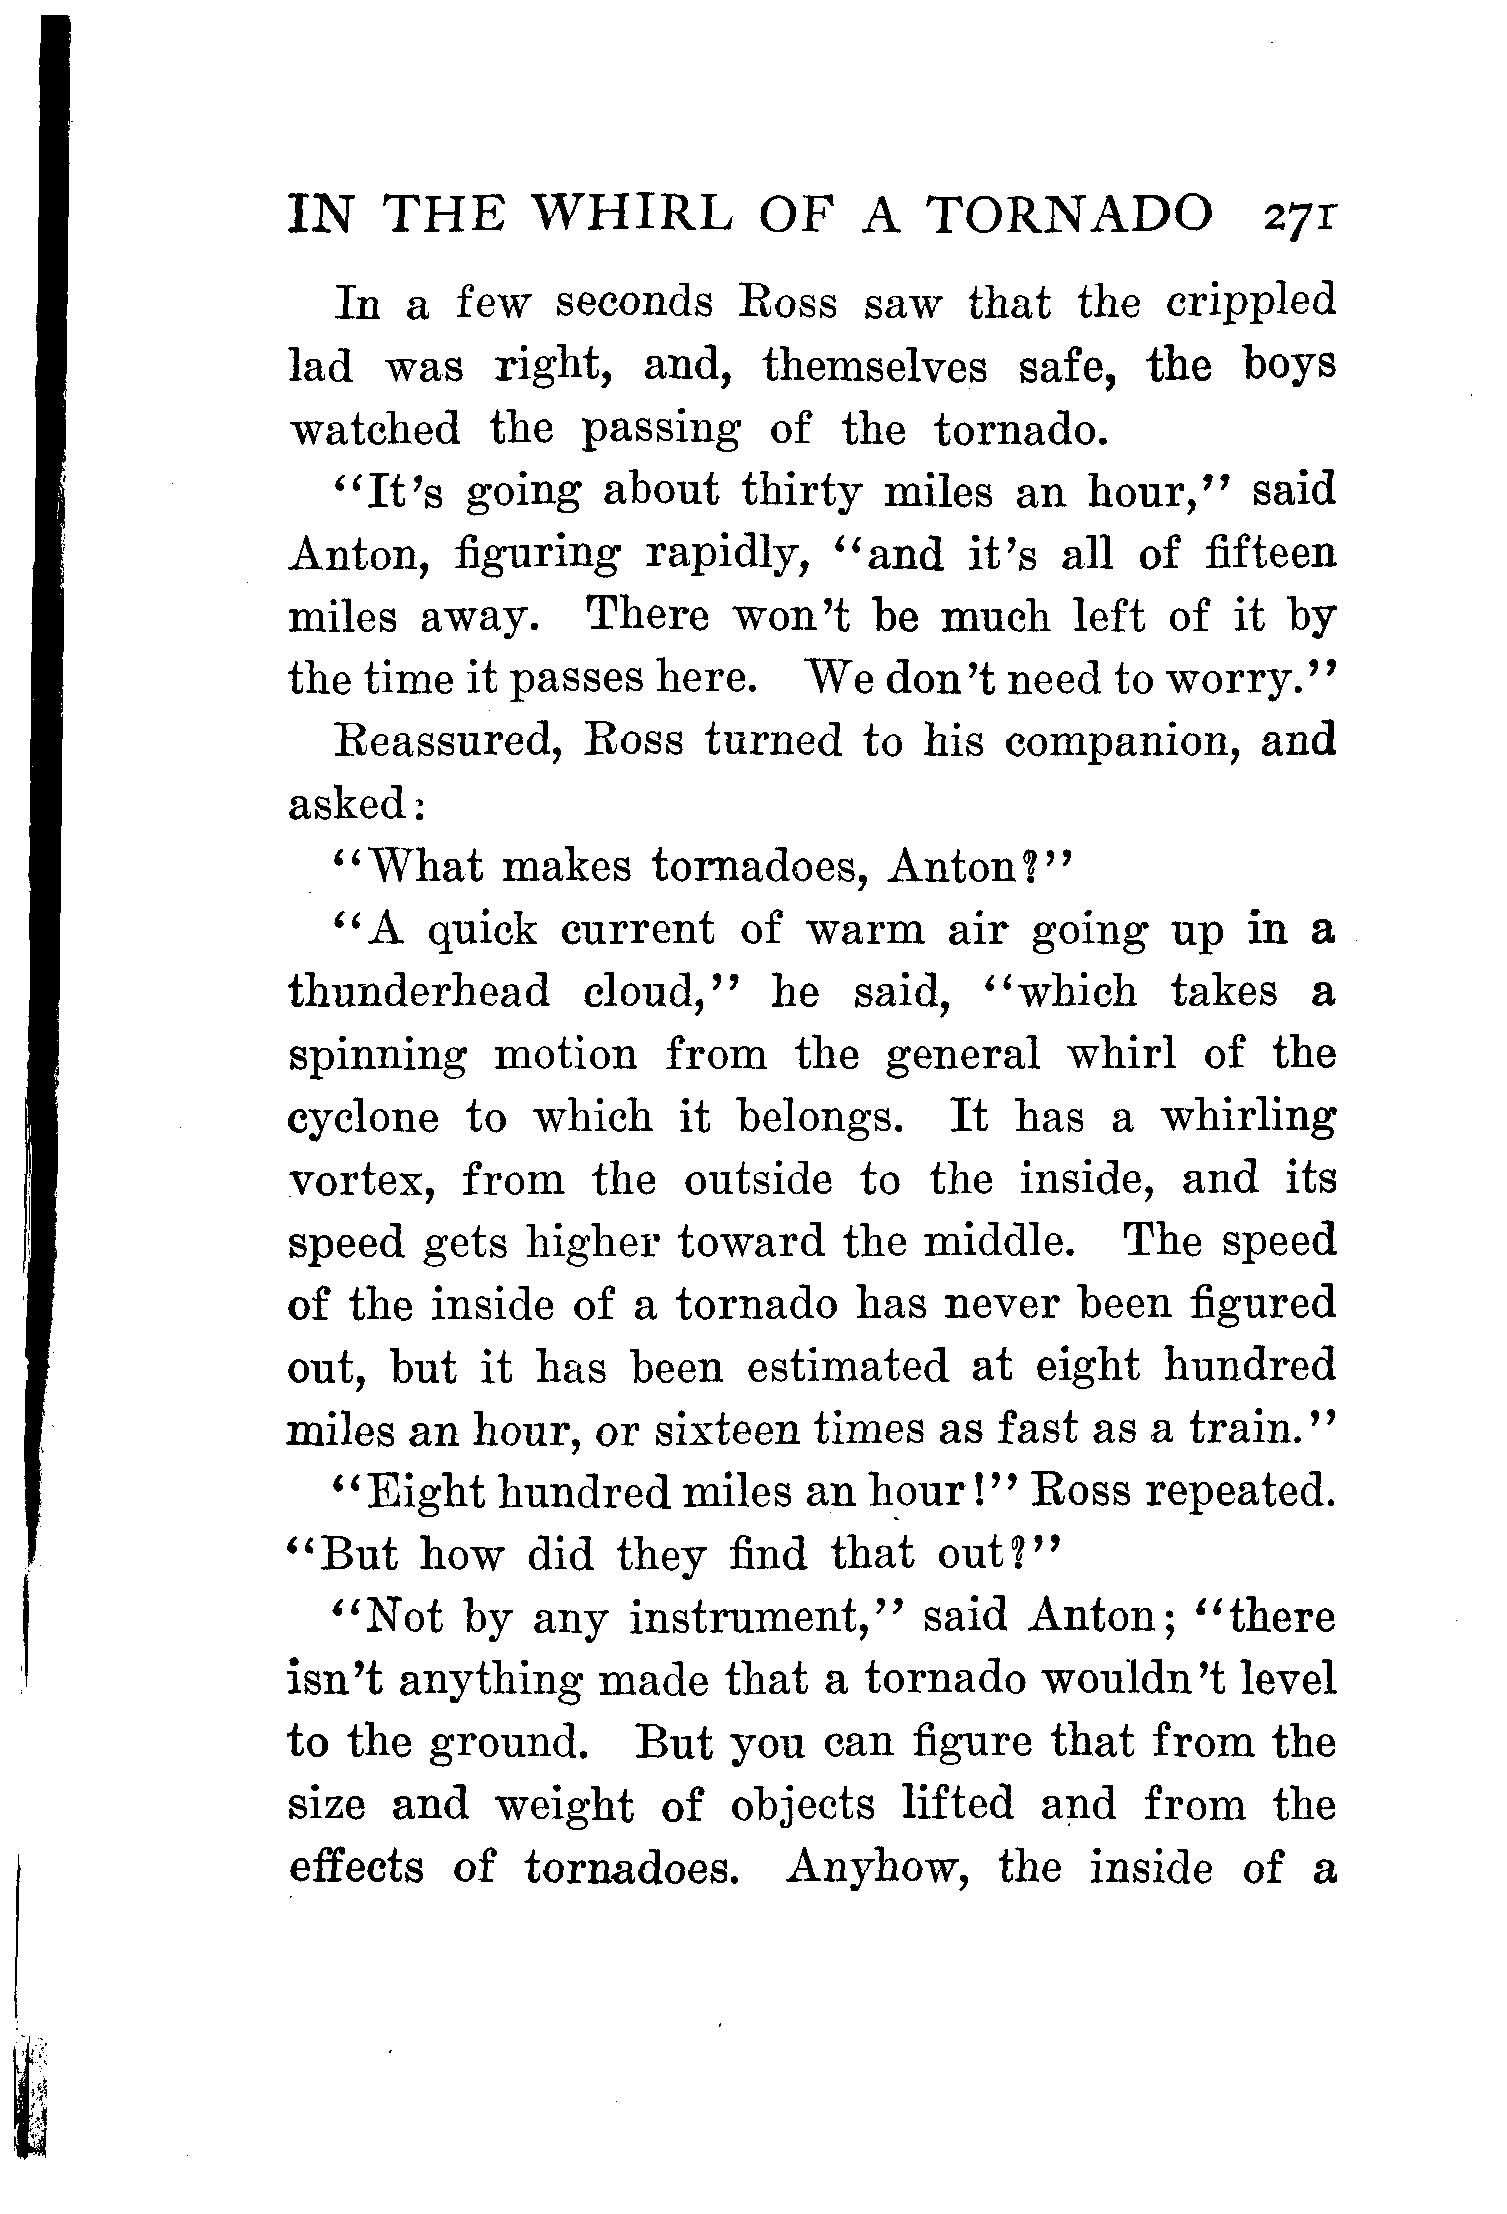 IN THE WHIRL OF A TORNADO 271
In a few seconds Ross saw that the crippled
lad was right, and, themselves safe, the boys
watched the passing of the tornado.
"It's going about thirty miles an hour," said
Anton, figuring rapidly, "and it's all of fifteen
miles away. There won't be much left of it by
the time it passes here. We don't need to worry."
Reassured, Ross turned to his companion, and
asked:
"What makes tornadoes, Anton?"
"A quick current of warm air going up in a
thunderhead cloud," he said, "which takes a
spinning motion from the general whirl of the
cyclone to which it belongs. It has a whirling
vortex, from the outside to the inside, and its
speed gets higher toward the middle. The speed
of the inside of a tornado has never been figured
out, but it has been estimated at eight hundred
miles an hour, or sixteen times as fast as a train."
"Eight hundred miles an hour!" Ross repeated.
"But how did they find that out?"
"Not by any instrument," said Anton; "there
isn't anything made that a tornado wouldn't level
to the ground. But you can figure that from the
size and weight of objects lifted and from the
effects of tornadoes. Anyhow, the inside of a